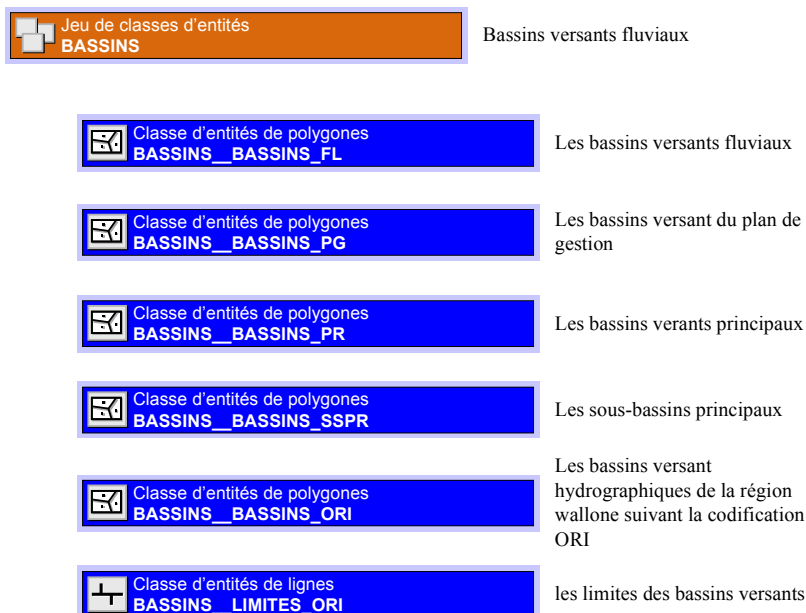 Jeu de classes d'entités
BASSINS
Bassins versants fluviaux
Classe d'entités de polygones
BASSINS__BASSINS_FL
Les bassins versants fluviaux
Classe d'entités de polygones
BASSINS__BASSINS_PG
Les bassins versant du plan de
gestion
Classe d'entités de polygones
BASSINS__BASSINS_PR
Les bassins verants principaux
Classe d'entités de polygones
BASSINS__BASSINS_SSPR
Les sous-bassins principaux
Classe d'entités de polygones
BASSINS__BASSINS_ORI
Les bassins versant
hydrographiques de la région
wallone suivant la codification
ORI
Classe d'entités de lignes
BASSINS__LIMITES_ORI
les limites des bassins versants